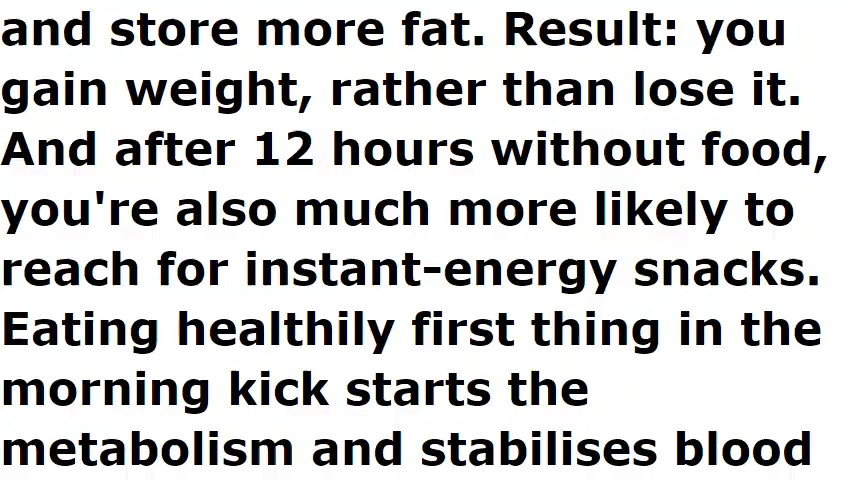 and store more fat. Result: you
gain weight, rather than lose it.
And after 12 hours without food,
you're also much more likely to
reach for instant-energy snacks.
Eating healthily first thing in the
morning kick starts the
metabolism and stabilises blood